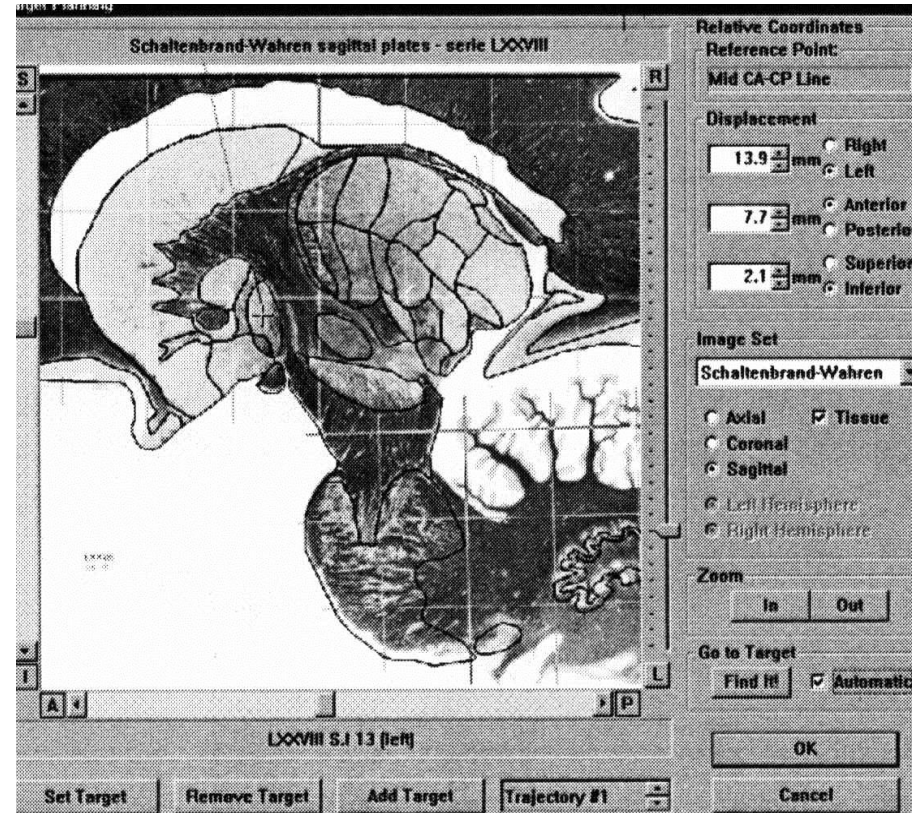 Schaltenbrand-Wahren sagittal plates - serie LXXVIII
S
R
I
L
A
P
LXXVIII S.I 13 [left]
Set Target
Remove Target
Add Target
Trajectory #1
Relative Coordinates
Reference Point:
Mid CA-CP Line
Displacement
13.9 mm
Right
Left
7.7 mm
Anterior
Posterio
2.1 mm
Superior
Inferior
Image Set
Schaltenbrand-Wahren
Axial
Tissue
Coronal
Sagittal
Left Hemisphere
Right Hemisphere
Zoom
In
Out
Go to Target
Find It!
Automatic
OK
Cancel